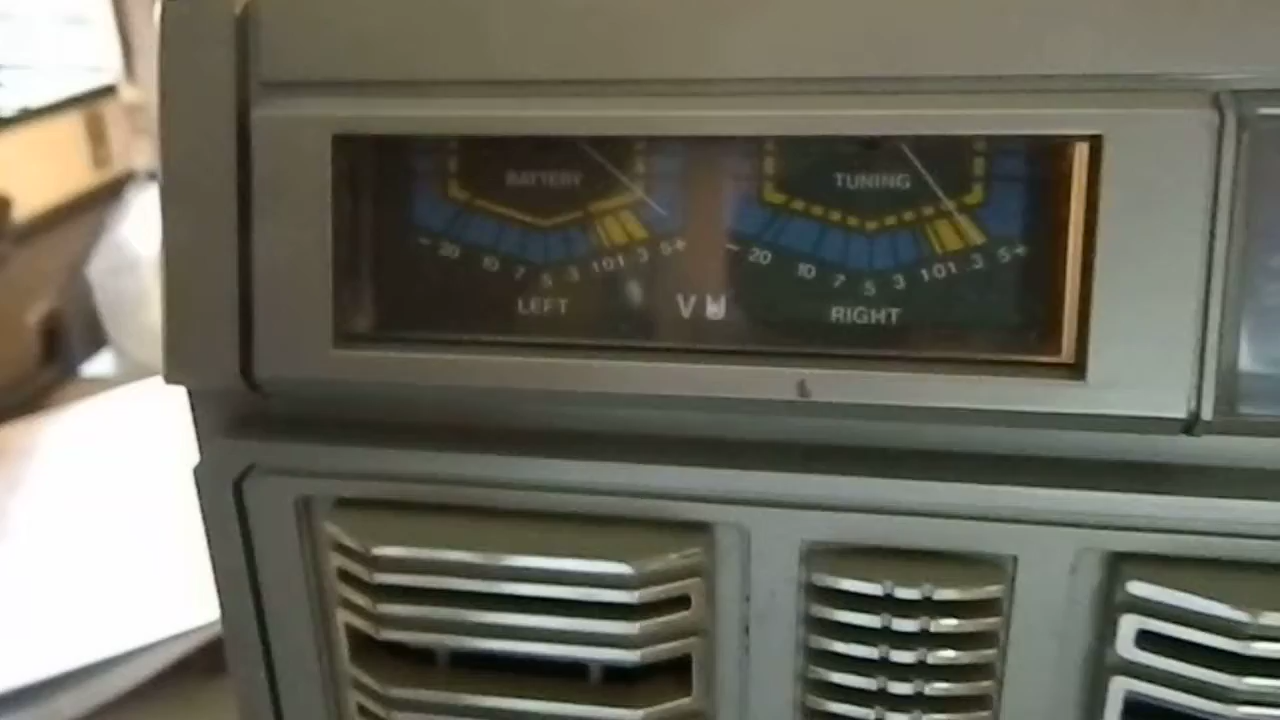 BATTERY TUNING
- 20 10 7 5 3 1 0 1 3 5+ - 20 10 7 5 3 1 0 1 3 5+
LEFT VU RIGHT